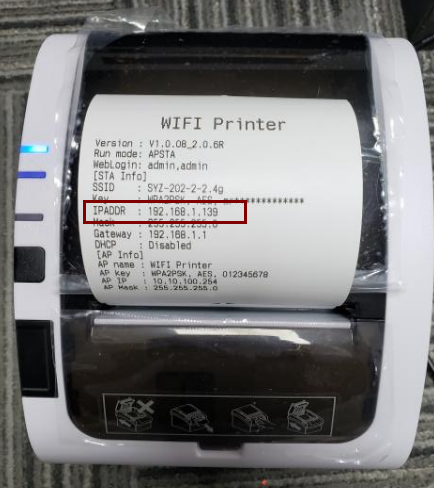 WIFI Printer
Version : V1.0.08_2.0.6R
Run mode: APSTA
WebLogin: admin,admin
[STA Info]
SSID : SYZ-202-2-2.4g
Key : WPA2PSK, AES,
IPADDR : 192.168.1.139
Mask : 255.255.255.0
Gateway : 192.168.1.1
DHCP : Disabled
[AP Info]
AP name : WIFI Printer
AP key : WPA2PSK, AES, 012345678
AP IP : 10.10.100.254
AP Mask : 255.255.255.0